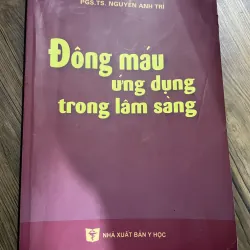 PGS.TS. NGUYỄN ANH TRÍ
Đông máu
ứng dụng
trong lâm sàng
NHÀ XUẤT BẢN Y HỌC